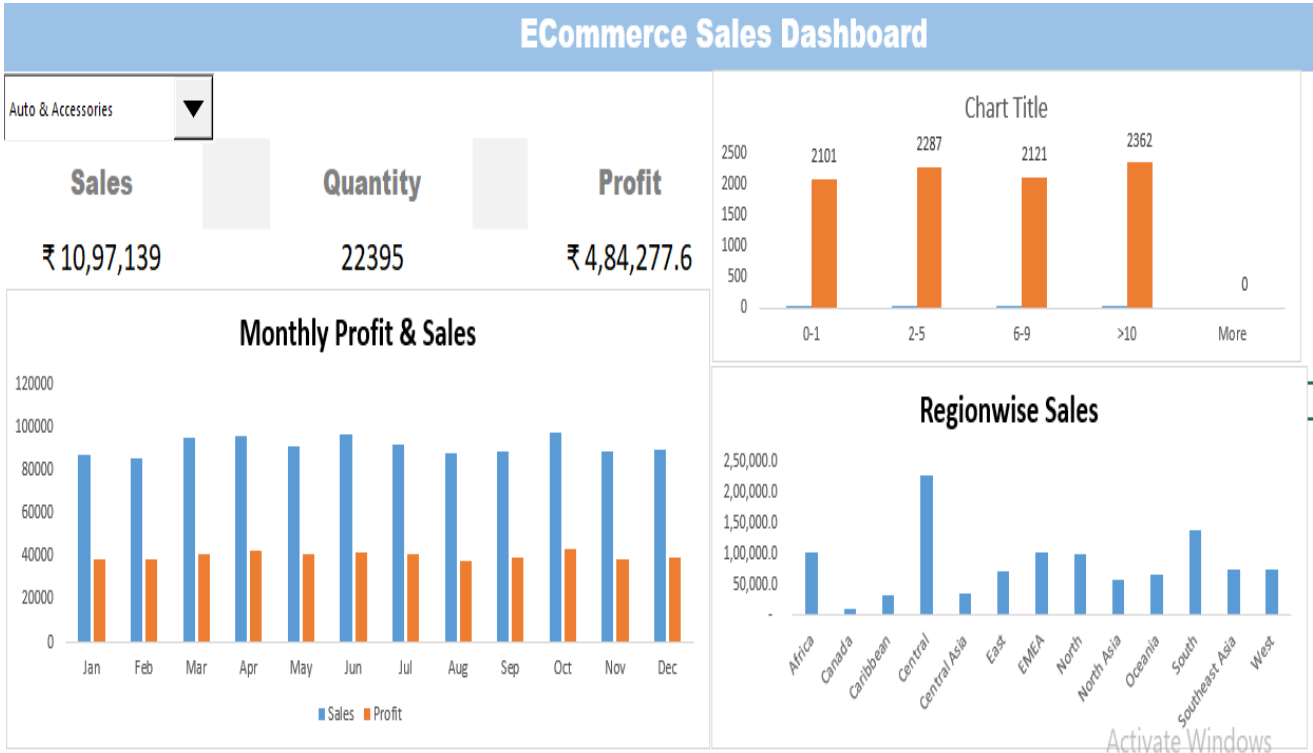 ECommerce Sales Dashboard
Auto & Accessories
Sales Quantity Profit
₹ 10,97,139 22395 ₹ 4,84,277.6
Chart Title
2500
2000
1500
1000
500
0
2101 2287 2121 2362 0
0-1 2-5 6-9 >10 More
Monthly Profit & Sales
120000
100000
80000
60000
40000
20000
0
Jan Feb Mar Apr May Jun Jul Aug Sep Oct Nov Dec
Sales Profit
Regionwise Sales
2,50,000.0
2,00,000.0
1,50,000.0
1,00,000.0
50,000.0
-
Africa
Canada
Caribbean
Central
Central Asia
East
EMEA
North
North Asia
Oceania
South
Southeast Asia
West
Activate Windows